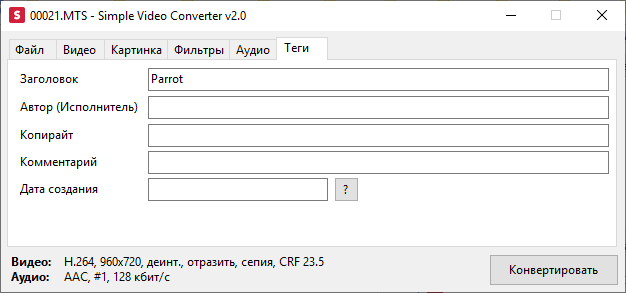 S 00021.MTS - Simple Video Converter v2.0
Файл Видео Картинка Фильтры Аудио Теги
Заголовок Parrot
Автор (Исполнитель)
Копирайт
Комментарий
Дата создания ?
Видео: H.264, 960x720, деинт., отразить, сепия, CRF 23.5
Аудио: AAC, #1, 128 кбит/с
Конвертировать